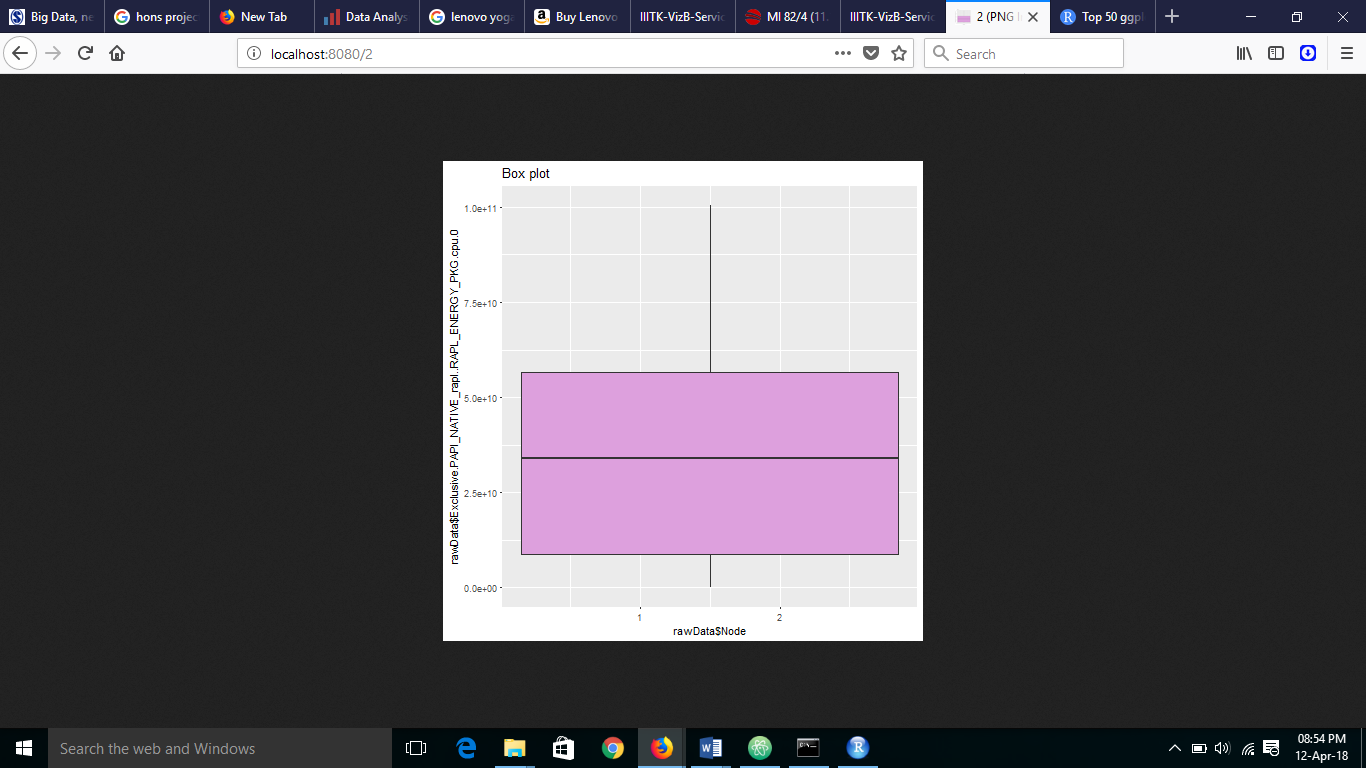 Big Data, ne
hons projec
New Tab
Data Analys
lenovo yoga
Buy Lenovo
IIITK-VizB-Servic
MI 82/4 (11.
IIITK-VizB-Servic
2 (PNG I
Top 50 ggpl
localhost:8080/2
Search
Box plot
rawData$Exclusive.PAPI_NATIVE_rapl..RAPL_ENERGY_PKG.cpu.0
1.0e+11
7.5e+10
5.0e+10
2.5e+10
0.0e+00
1 2
rawData$Node
Search the web and Windows
08:54 PM
12-Apr-18